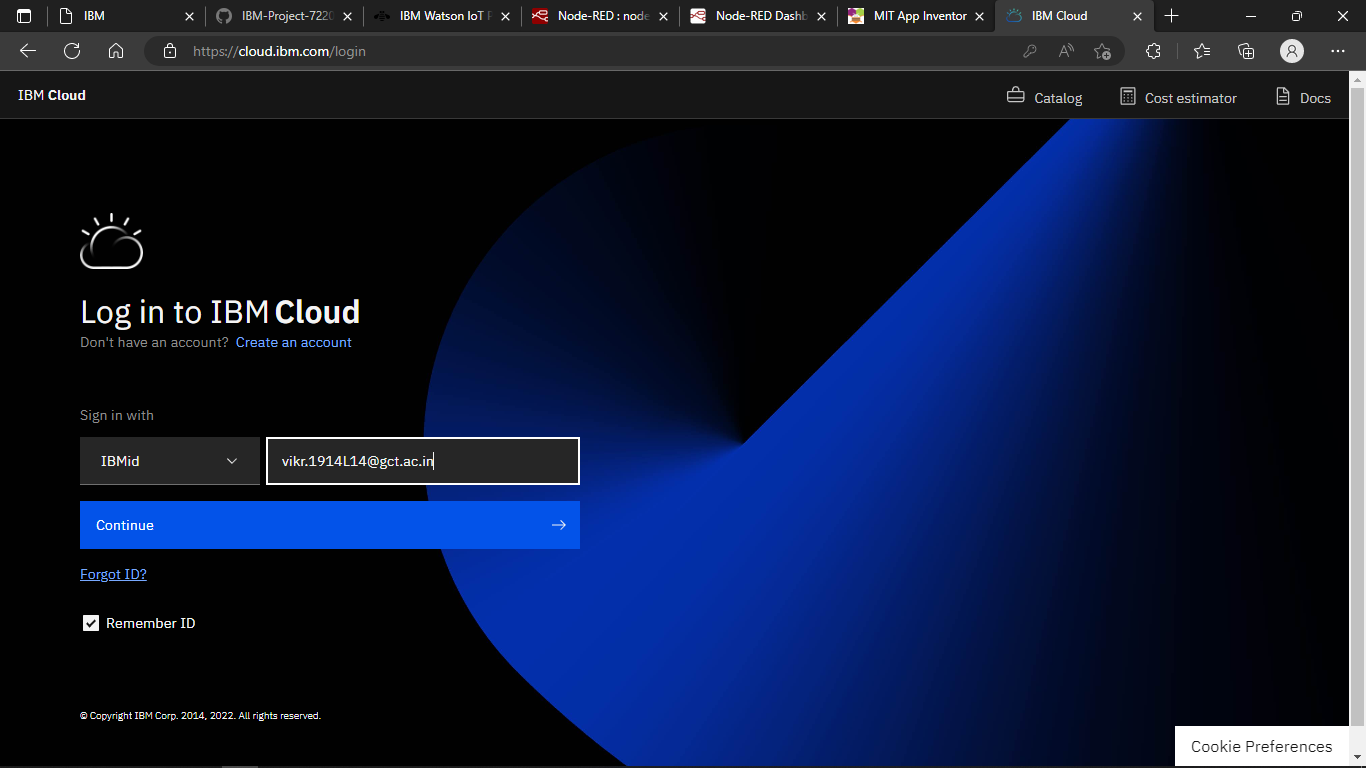 IBM
IBM-Project-7220
IBM Watson IoT P
Node-RED : node
Node-RED Dashb
MIT App Inventor
IBM Cloud
https://cloud.ibm.com/login
IBM Cloud
Catalog
Cost estimator
Docs
Log in to IBM Cloud
Don't have an account? Create an account
Sign in with
IBMid
vikr.1914L14@gct.ac.in
Continue
Forgot ID?
Remember ID
© Copyright IBM Corp. 2014, 2022. All rights reserved.
Cookie Preferences